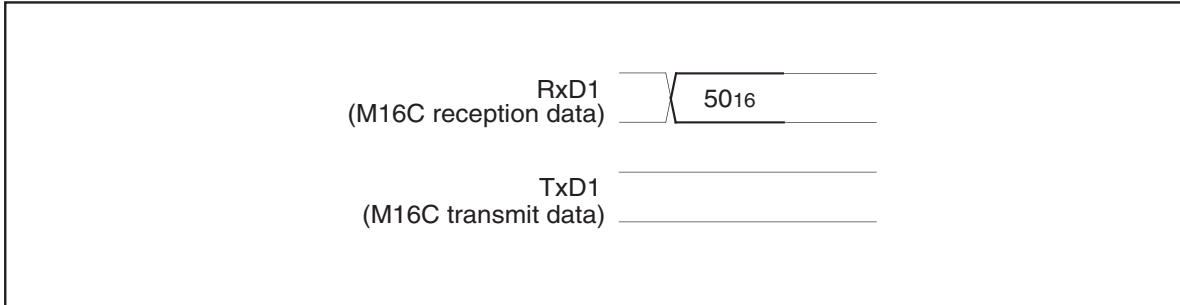 RxD1
(M16C reception data)
5016
TxD1
(M16C transmit data)